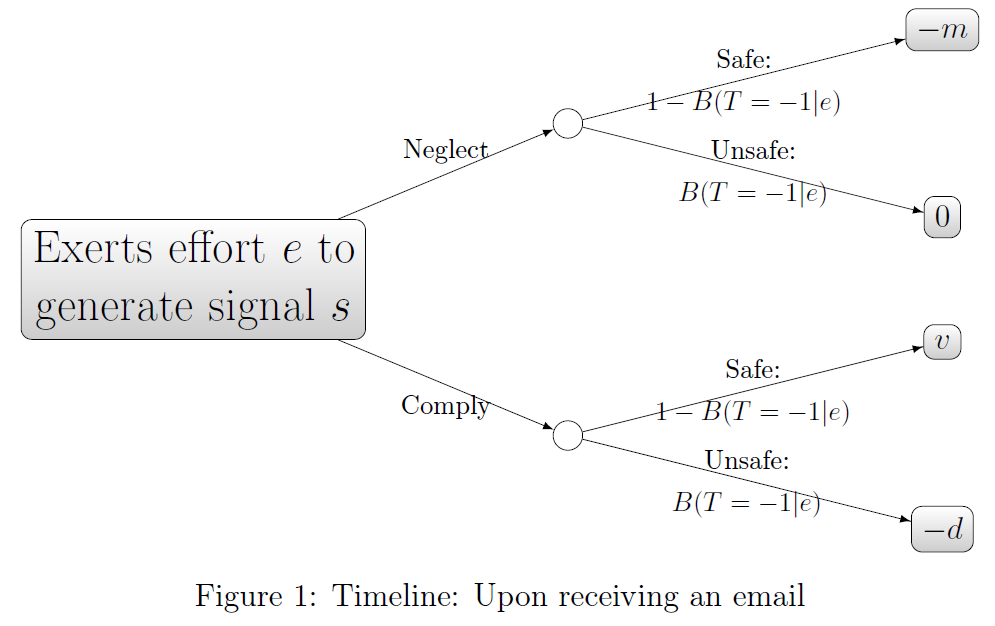 −m
Safe:
1 − B(T = −1|e)
Neglect
Unsafe:
B(T = −1|e)
0
Exerts effort e to
generate signal s
v
Safe:
1 − B(T = −1|e)
Comply
Unsafe:
B(T = −1|e)
−d
Figure 1: Timeline: Upon receiving an email